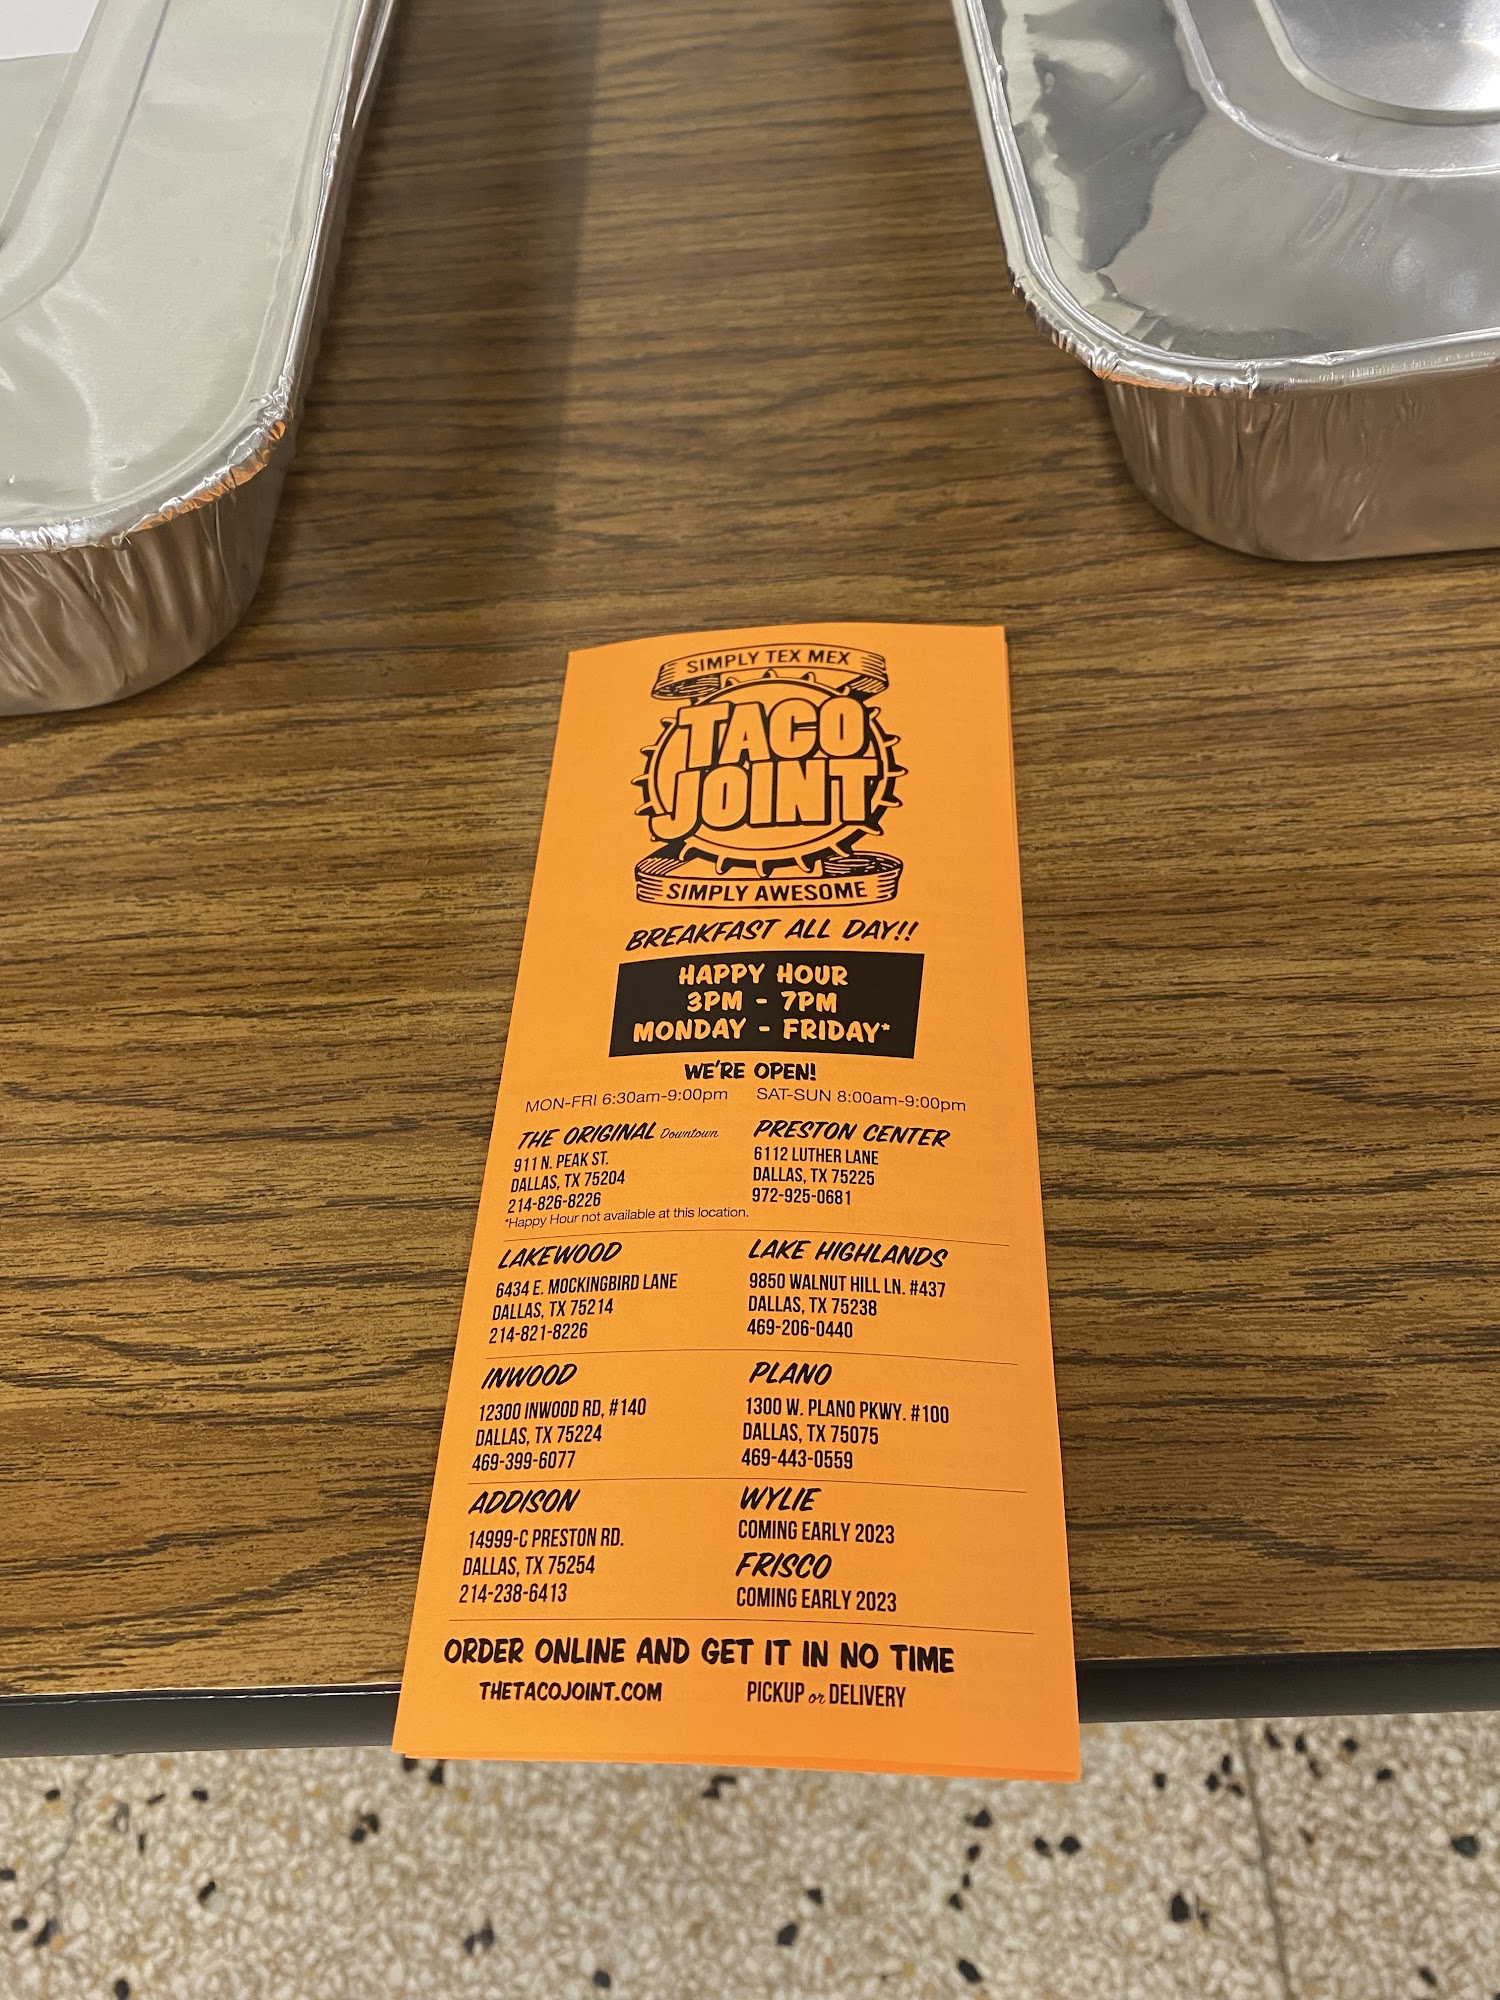 SIMPLY TEX MEX
TACO
JOINT
SIMPLY AWESOME
BREAKFAST ALL DAY!!
HAPPY HOUR
3PM - 7PM
MONDAY - FRIDAY*
WE'RE OPEN!
MON-FRI 6:30am-9:00pm SAT-SUN 8:00am-9:00pm
THE ORIGINAL Downtown
911 N. PEAK ST.
DALLAS, TX 75204
214-826-8226
*Happy Hour not available at this location.
PRESTON CENTER
6112 LUTHER LANE
DALLAS, TX 75225
972-925-0681
LAKEWOOD
6434 E. MOCKINGBIRD LANE
DALLAS, TX 75214
214-821-8226
LAKE HIGHLANDS
9850 WALNUT HILL LN. #437
DALLAS, TX 75238
469-206-0440
INWOOD
12300 INWOOD RD, #140
DALLAS, TX 75224
469-399-6077
PLANO
1300 W. PLANO PKWY. #100
DALLAS, TX 75075
469-443-0559
ADDISON
14999-C PRESTON RD.
DALLAS, TX 75254
214-238-6413
WYLIE
COMING EARLY 2023
FRISCO
COMING EARLY 2023
ORDER ONLINE AND GET IT IN NO TIME
THETACOJOINT.COM PICKUP or DELIVERY